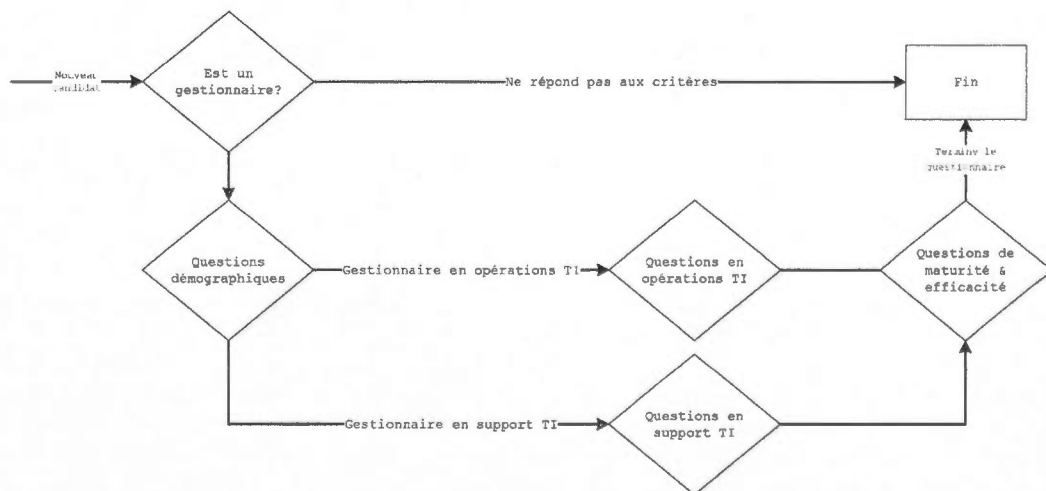 Nouveau
candidat
Est un
gestionnaire?
Ne répond pas aux critères
Fin
Termine le
questionnaire
Questions
démographiques
Gestionnaire en opérations TI
Questions en
opérations TI
Questions de
maturité &
efficacité
Gestionnaire en support TI
Questions en
support TI